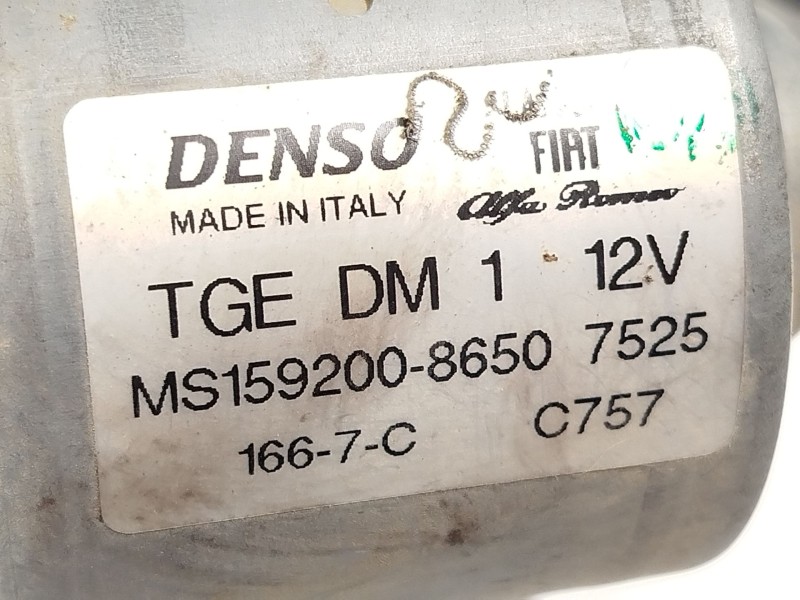 DENSO FIAT
MADE IN ITALY Alfa Romeo
TGE DM 1 12V
MS159200-8650 7525
166-7-C C757